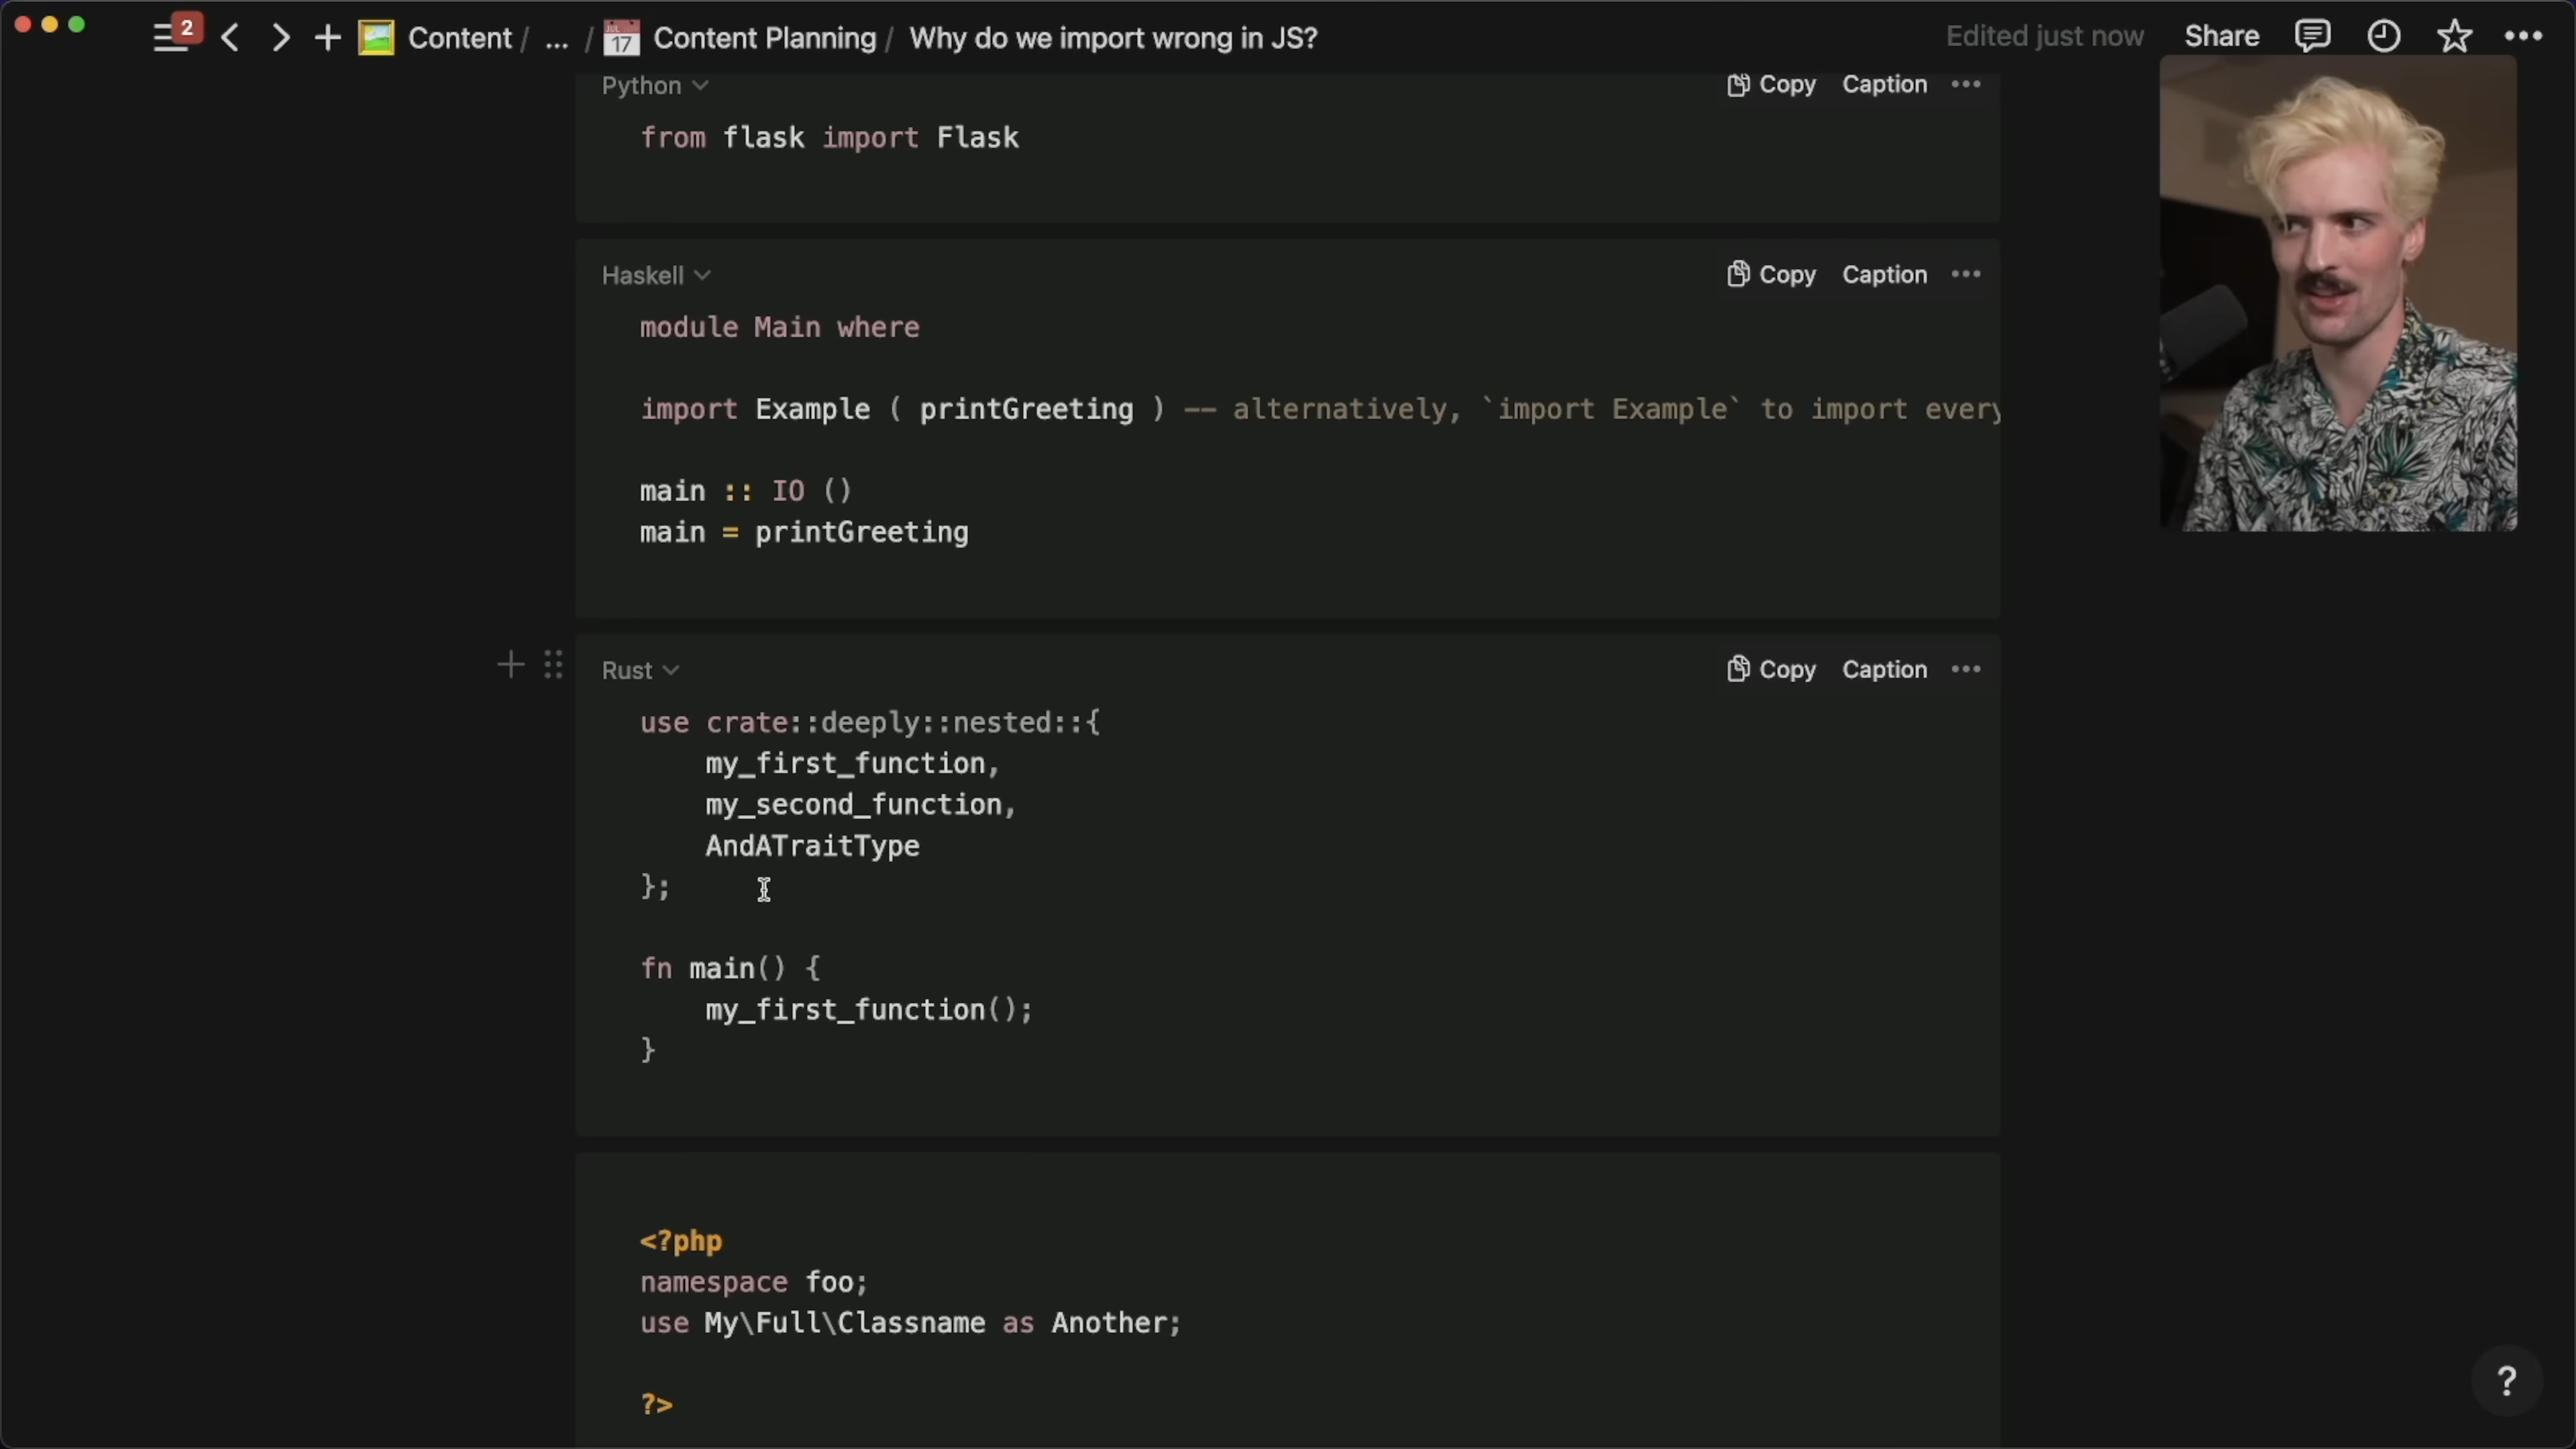 2
Content / ... / JUL 17 Content Planning / Why do we import wrong in JS?
Edited just now Share
Python Copy Caption
from flask import Flask
Haskell Copy Caption
module Main where
import Example ( printGreeting ) -- alternatively, `import Example` to import every
main :: IO ()
main = printGreeting
Rust Copy Caption
use crate::deeply::nested::{
my_first_function,
my_second_function,
AndATraitType
};
fn main() {
my_first_function();
}
<?php
namespace foo;
use My\Full\Classname as Another;
?>
?